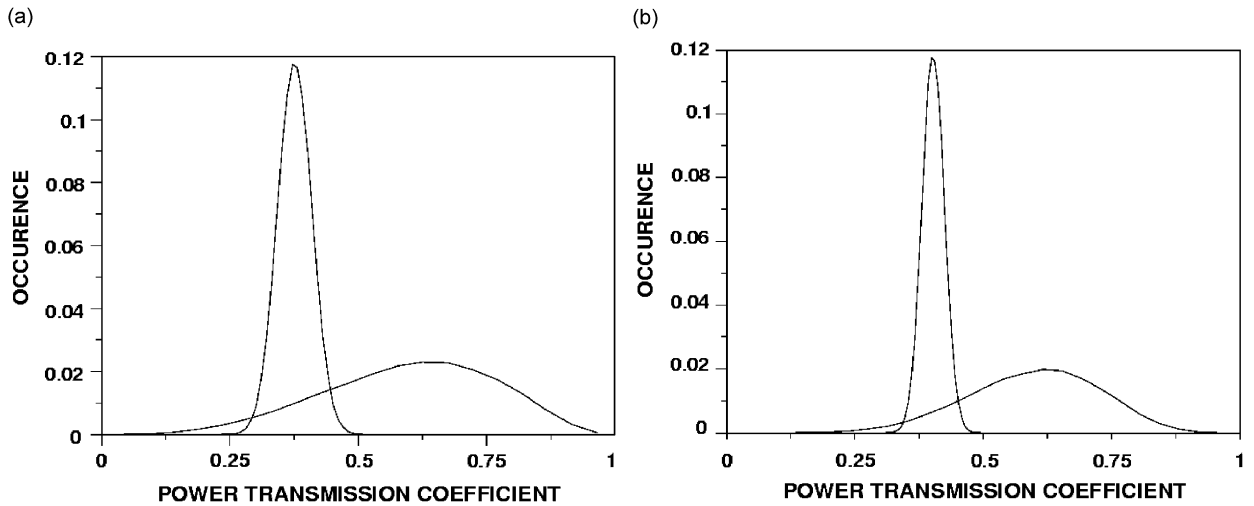 (a)
0.12
0.1
0.08
0.06
0.04
0.02
0
OCCURENCE
0 0.25 0.5 0.75 1
POWER TRANSMISSION COEFFICIENT
(b)
0.12
0.1
0.08
0.06
0.04
0.02
0
OCCURENCE
0 0.25 0.5 0.75 1
POWER TRANSMISSION COEFFICIENT